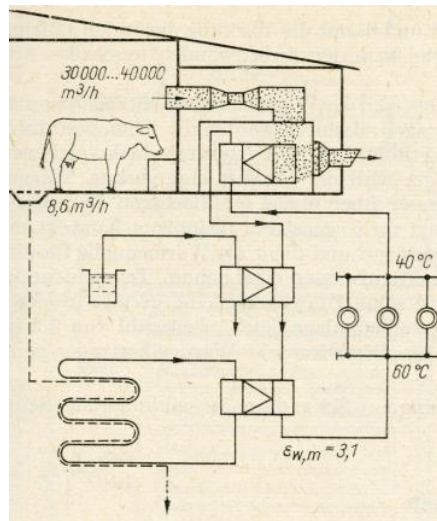 30000...40000
m³/h
8,6 m³/h
40 °C
60 °C
εw,m = 3,1